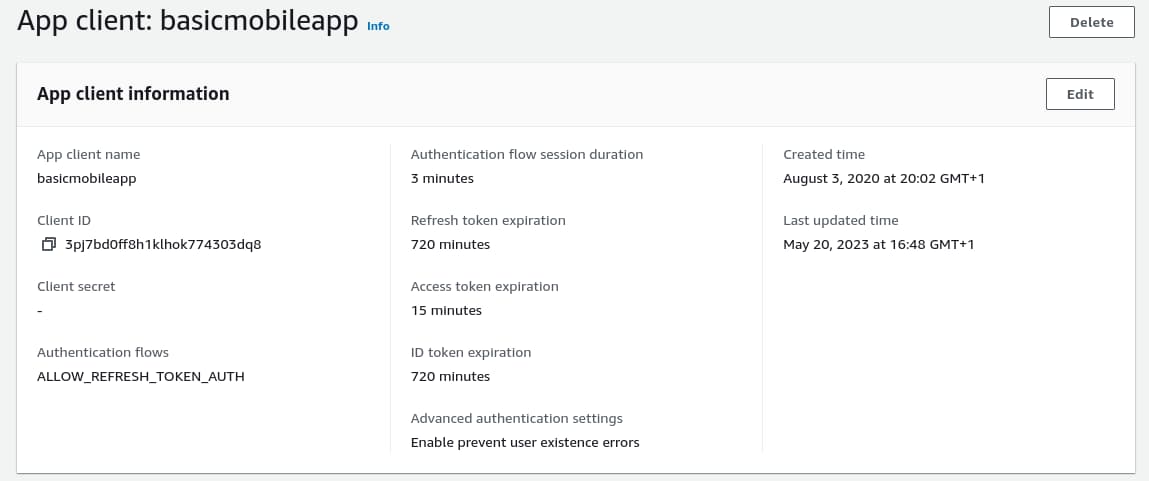 App client: basicmobileapp Info
Delete
App client information
Edit
App client name
basicmobileapp
Client ID
3pj7bd0ff8h1klhok774303dq8
Client secret
-
Authentication flows
ALLOW_REFRESH_TOKEN_AUTH
Authentication flow session duration
3 minutes
Refresh token expiration
720 minutes
Access token expiration
15 minutes
ID token expiration
720 minutes
Advanced authentication settings
Enable prevent user existence errors
Created time
August 3, 2020 at 20:02 GMT+1
Last updated time
May 20, 2023 at 16:48 GMT+1